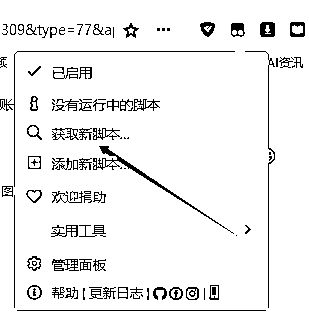 309&type=77&a
AI资讯
账
图
已启用
没有运行中的脚本
获取新脚本...
添加新脚本...
欢迎捐助
实用工具
管理面板
帮助【更新日志】